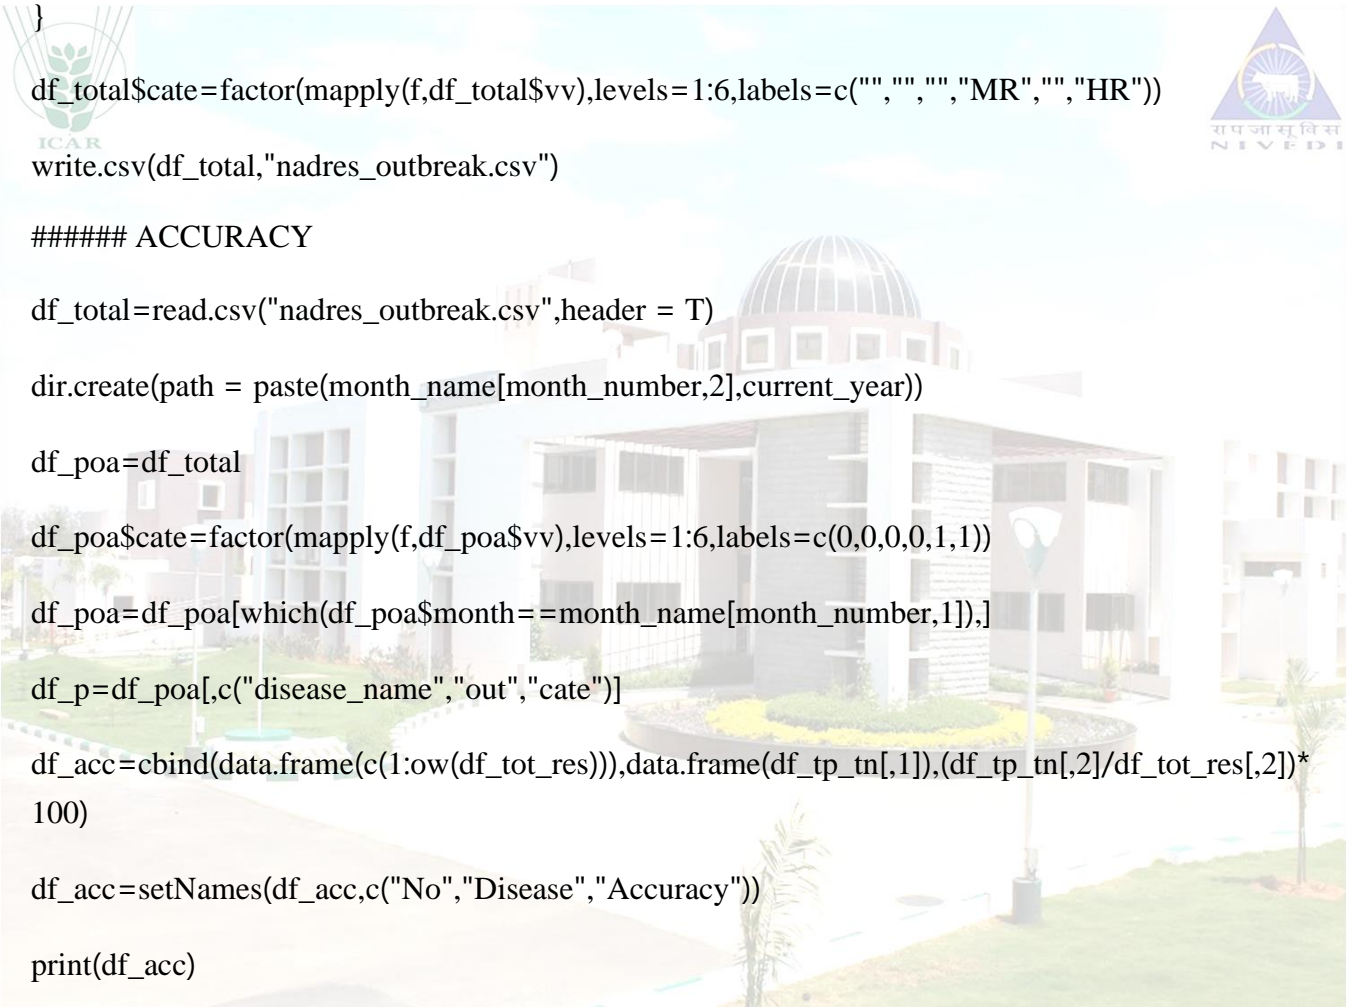 }
df_total$cate=factor(mapply(f,df_total$vv),levels=1:6,labels=c("","","","MR","","HR"))
ICAR
रापजासूविस
NIVEDI
write.csv(df_total,"nadres_outbreak.csv")
###### ACCURACY
df_total=read.csv("nadres_outbreak.csv",header = T)
dir.create(path = paste(month_name[month_number,2],current_year))
df_poa=df_total
df_poa$cate=factor(mapply(f,df_poa$vv),levels=1:6,labels=c(0,0,0,0,1,1))
df_poa=df_poa[which(df_poa$month==month_name[month_number,1]),]
df_p=df_poa[,c("disease_name","out","cate")]
df_acc=cbind(data.frame(c(1:ow(df_tot_res))),data.frame(df_tp_tn[,1]),(df_tp_tn[,2]/df_tot_res[,2])*
100)
df_acc=setNames(df_acc,c("No","Disease","Accuracy"))
print(df_acc)